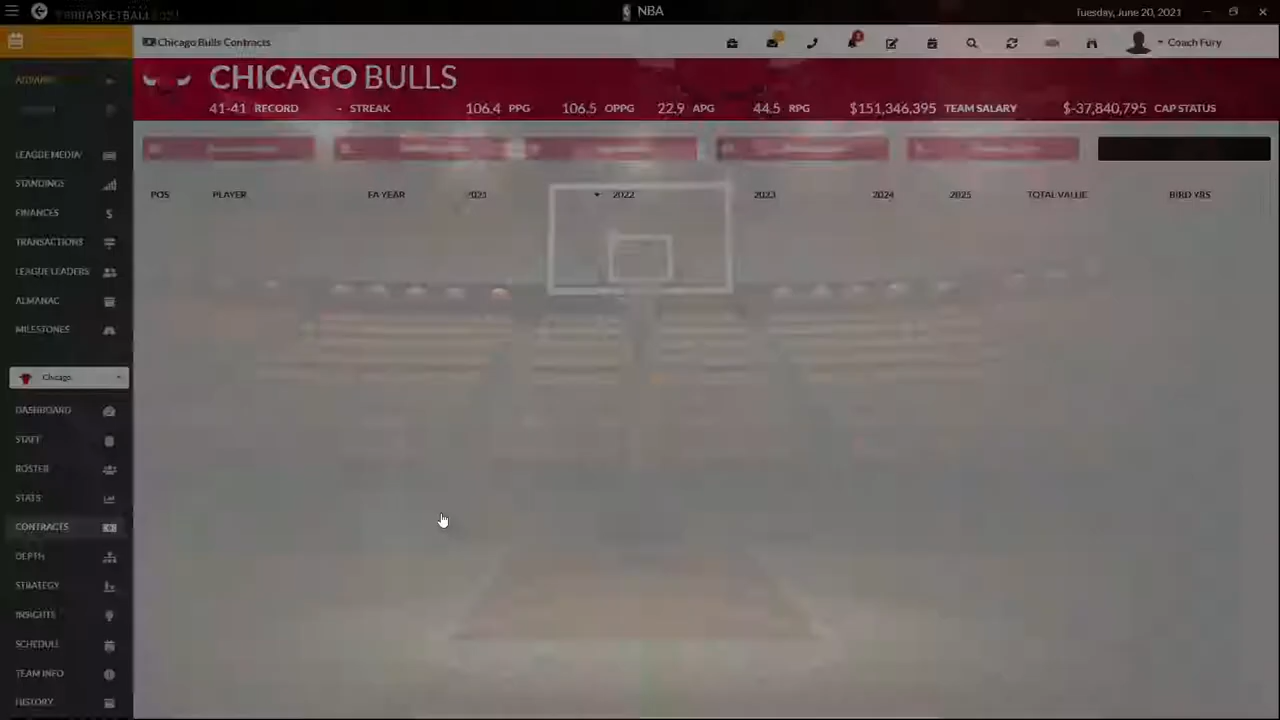 NBA
Tuesday, June 20, 2021
Chicago Bulls Contracts
Coach Fury
CHICAGO BULLS
41-41 RECORD - STREAK 106.4 PPG 106.5 OPPG 22.9 APG 44.5 RPG $151,346,395 TEAM SALARY $-37,840,795 CAP STATUS
POS PLAYER FA YEAR 2021 2022 2023 2024 2025 TOTAL VALUE BIRD YRS
LEAGUE MEDIA
STANDINGS
FINANCES
TRANSACTIONS
LEAGUE LEADERS
ALMANAC
MILESTONES
Chicago
DASHBOARD
STAFF
ROSTER
STATS
CONTRACTS
DEPTH
STRATEGY
INSIGHTS
SCHEDULE
TEAM INFO
HISTORY